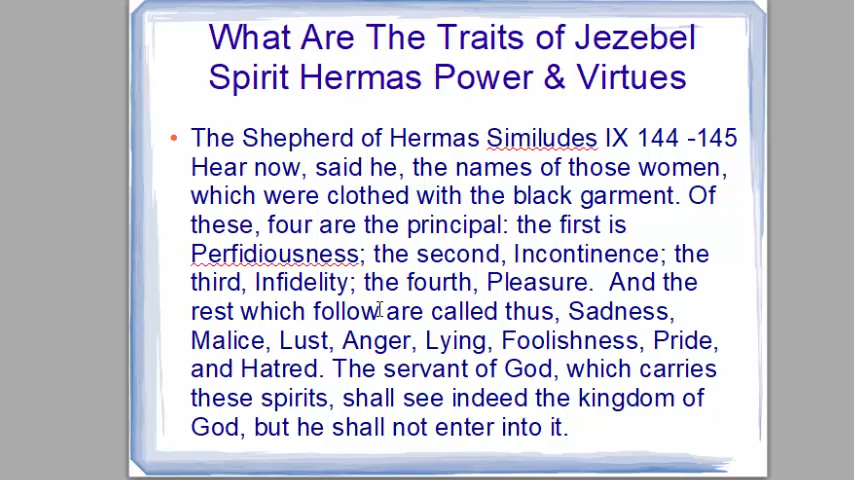 What Are The Traits of Jezebel
Spirit Hermas Power & Virtues
• The Shepherd of Hermas Similudes IX 144 -145
Hear now, said he, the names of those women,
which were clothed with the black garment. Of
these, four are the principal: the first is
Perfidiousness; the second, Incontinence; the
third, Infidelity; the fourth, Pleasure. And the
rest which follow are called thus, Sadness,
Malice, Lust, Anger, Lying, Foolishness, Pride,
and Hatred. The servant of God, which carries
these spirits, shall see indeed the kingdom of
God, but he shall not enter into it.